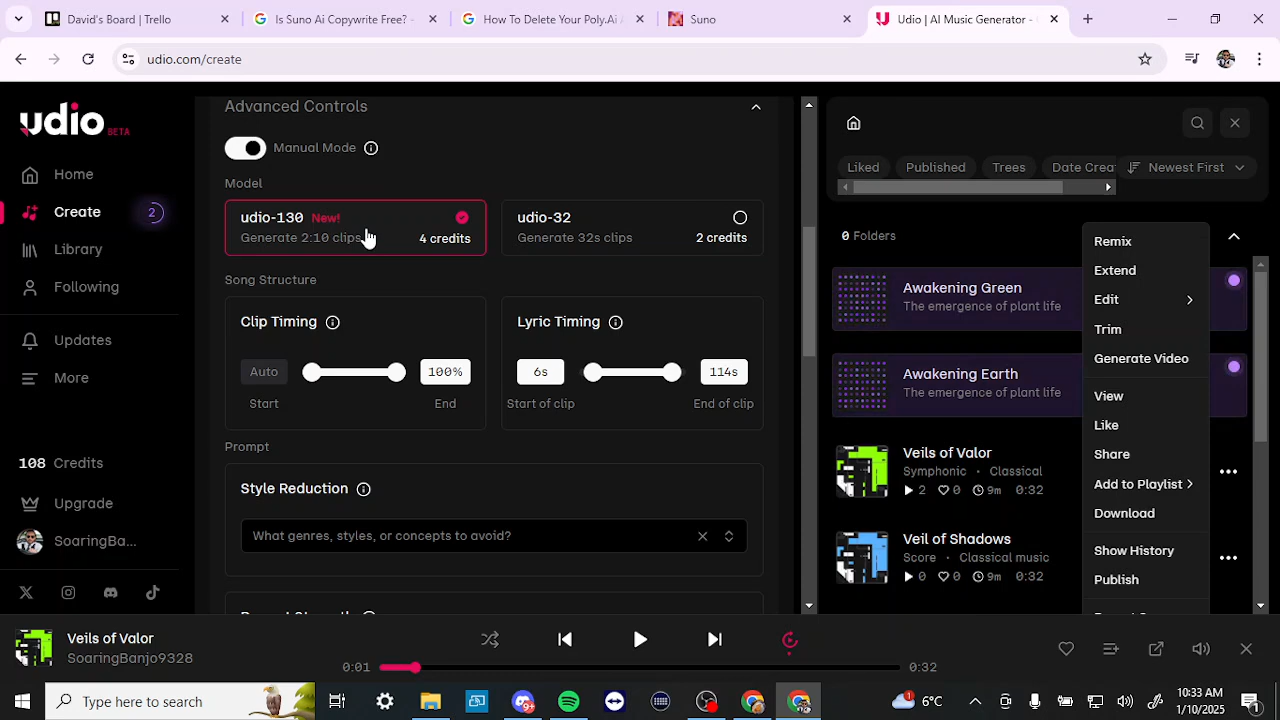 David's Board | Trello
Is Suno Ai Copywrite Free? -
How To Delete Your Poly.Ai A
Suno
Udio | AI Music Generator -
udio.com/create
udio BETA
Home
Create 2
Library
Following
Updates
More
108 Credits
Upgrade
SoaringBa...
Advanced Controls
Manual Mode
Model
udio-130 New!
Generate 2:10 clips 4 credits
udio-32
Generate 32s clips 2 credits
Song Structure
Clip Timing
Auto 100%
Start End
Lyric Timing
6s 114s
Start of clip End of clip
Prompt
Style Reduction
What genres, styles, or concepts to avoid?
Liked Published Trees Date Crea Newest First
0 Folders
Awakening Green
The emergence of plant life
Awakening Earth
The emergence of plant life
Veils of Valor
Symphonic • Classical
2 0 9m 0:32
Veil of Shadows
Score • Classical music
0 0 9m 0:32
Remix
Extend
Edit
Trim
Generate Video
View
Like
Share
Add to Playlist
Download
Show History
Publish
Veils of Valor
SoaringBanjo9328
0:01 0:32
Type here to search
9+
1
6°C
10:33 AM
1/10/2025
1